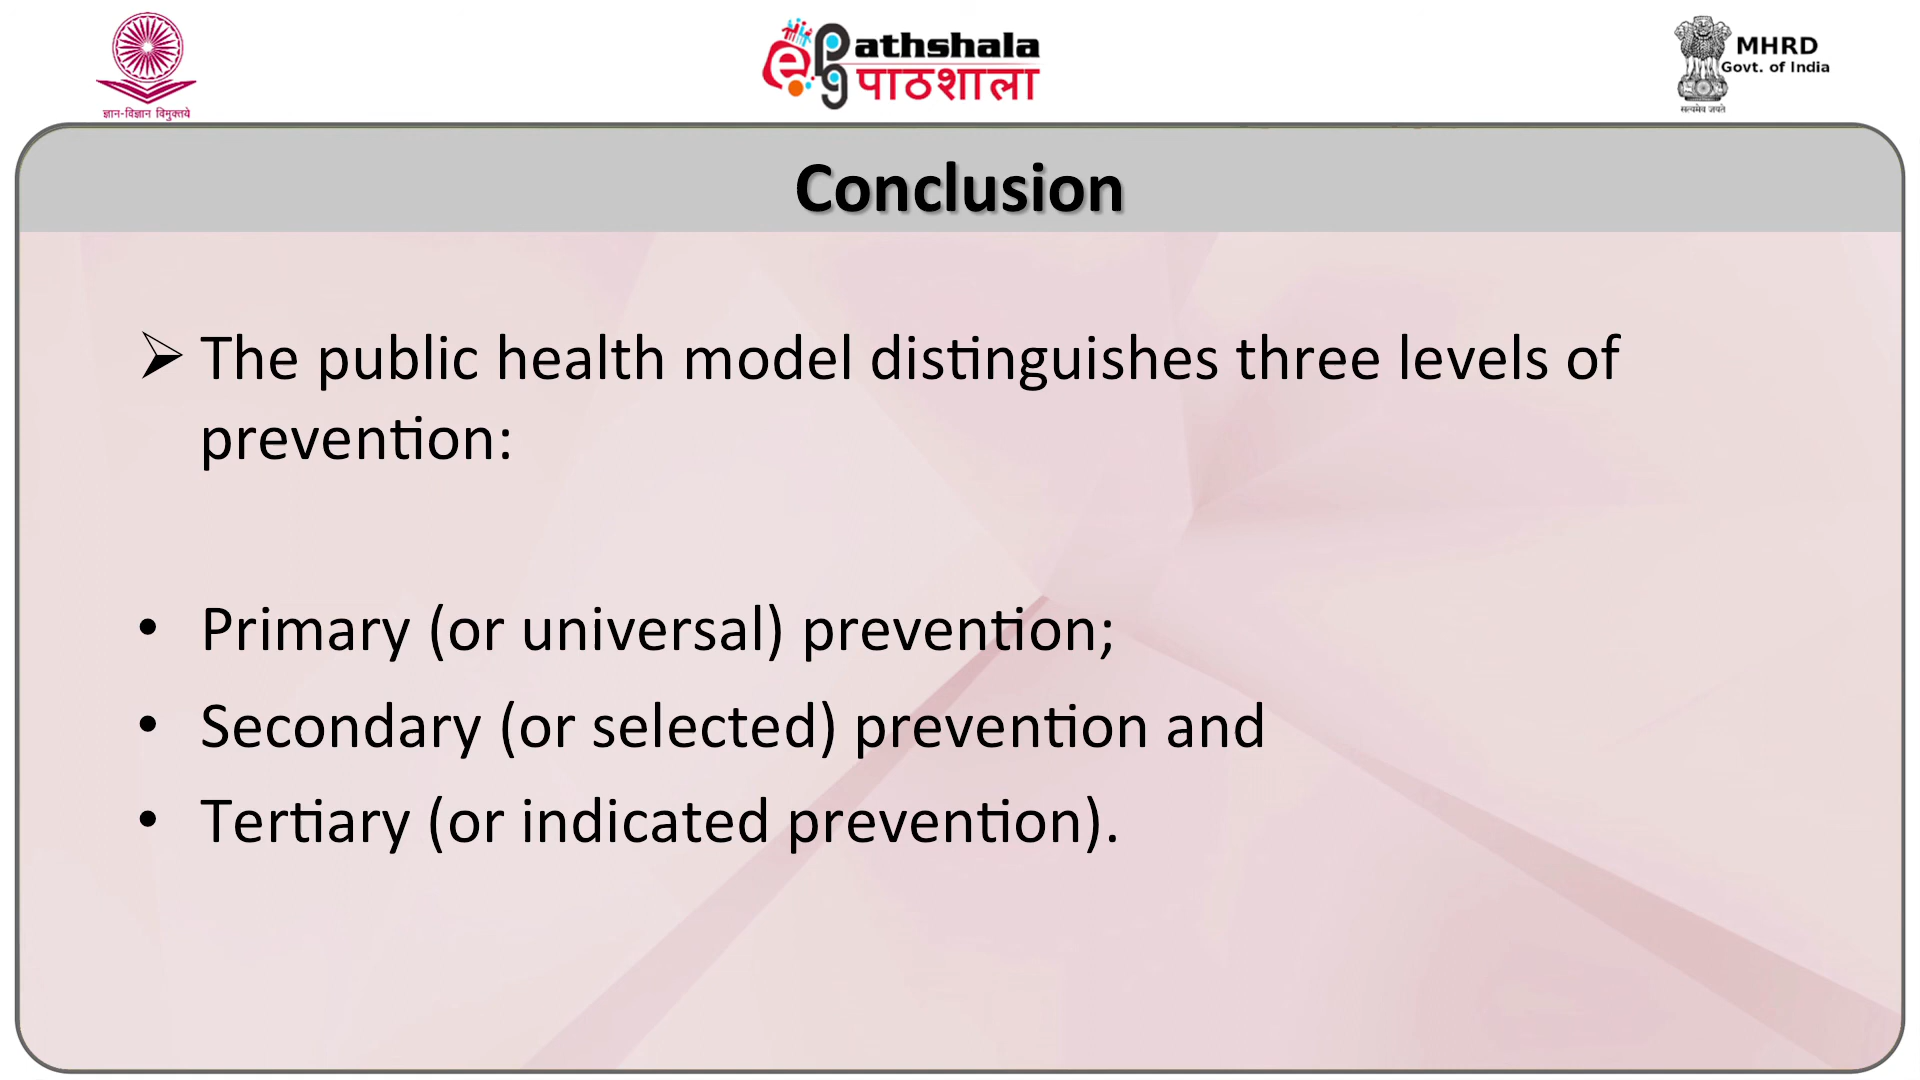 ज्ञान-विज्ञान विमुक्तये
e pg Pathshala
पाठशाला
MHRD
Govt. of India
सत्यमेव जयते
Conclusion
➢ The public health model distinguishes three levels of
prevention:
• Primary (or universal) prevention;
• Secondary (or selected) prevention and
• Tertiary (or indicated prevention).